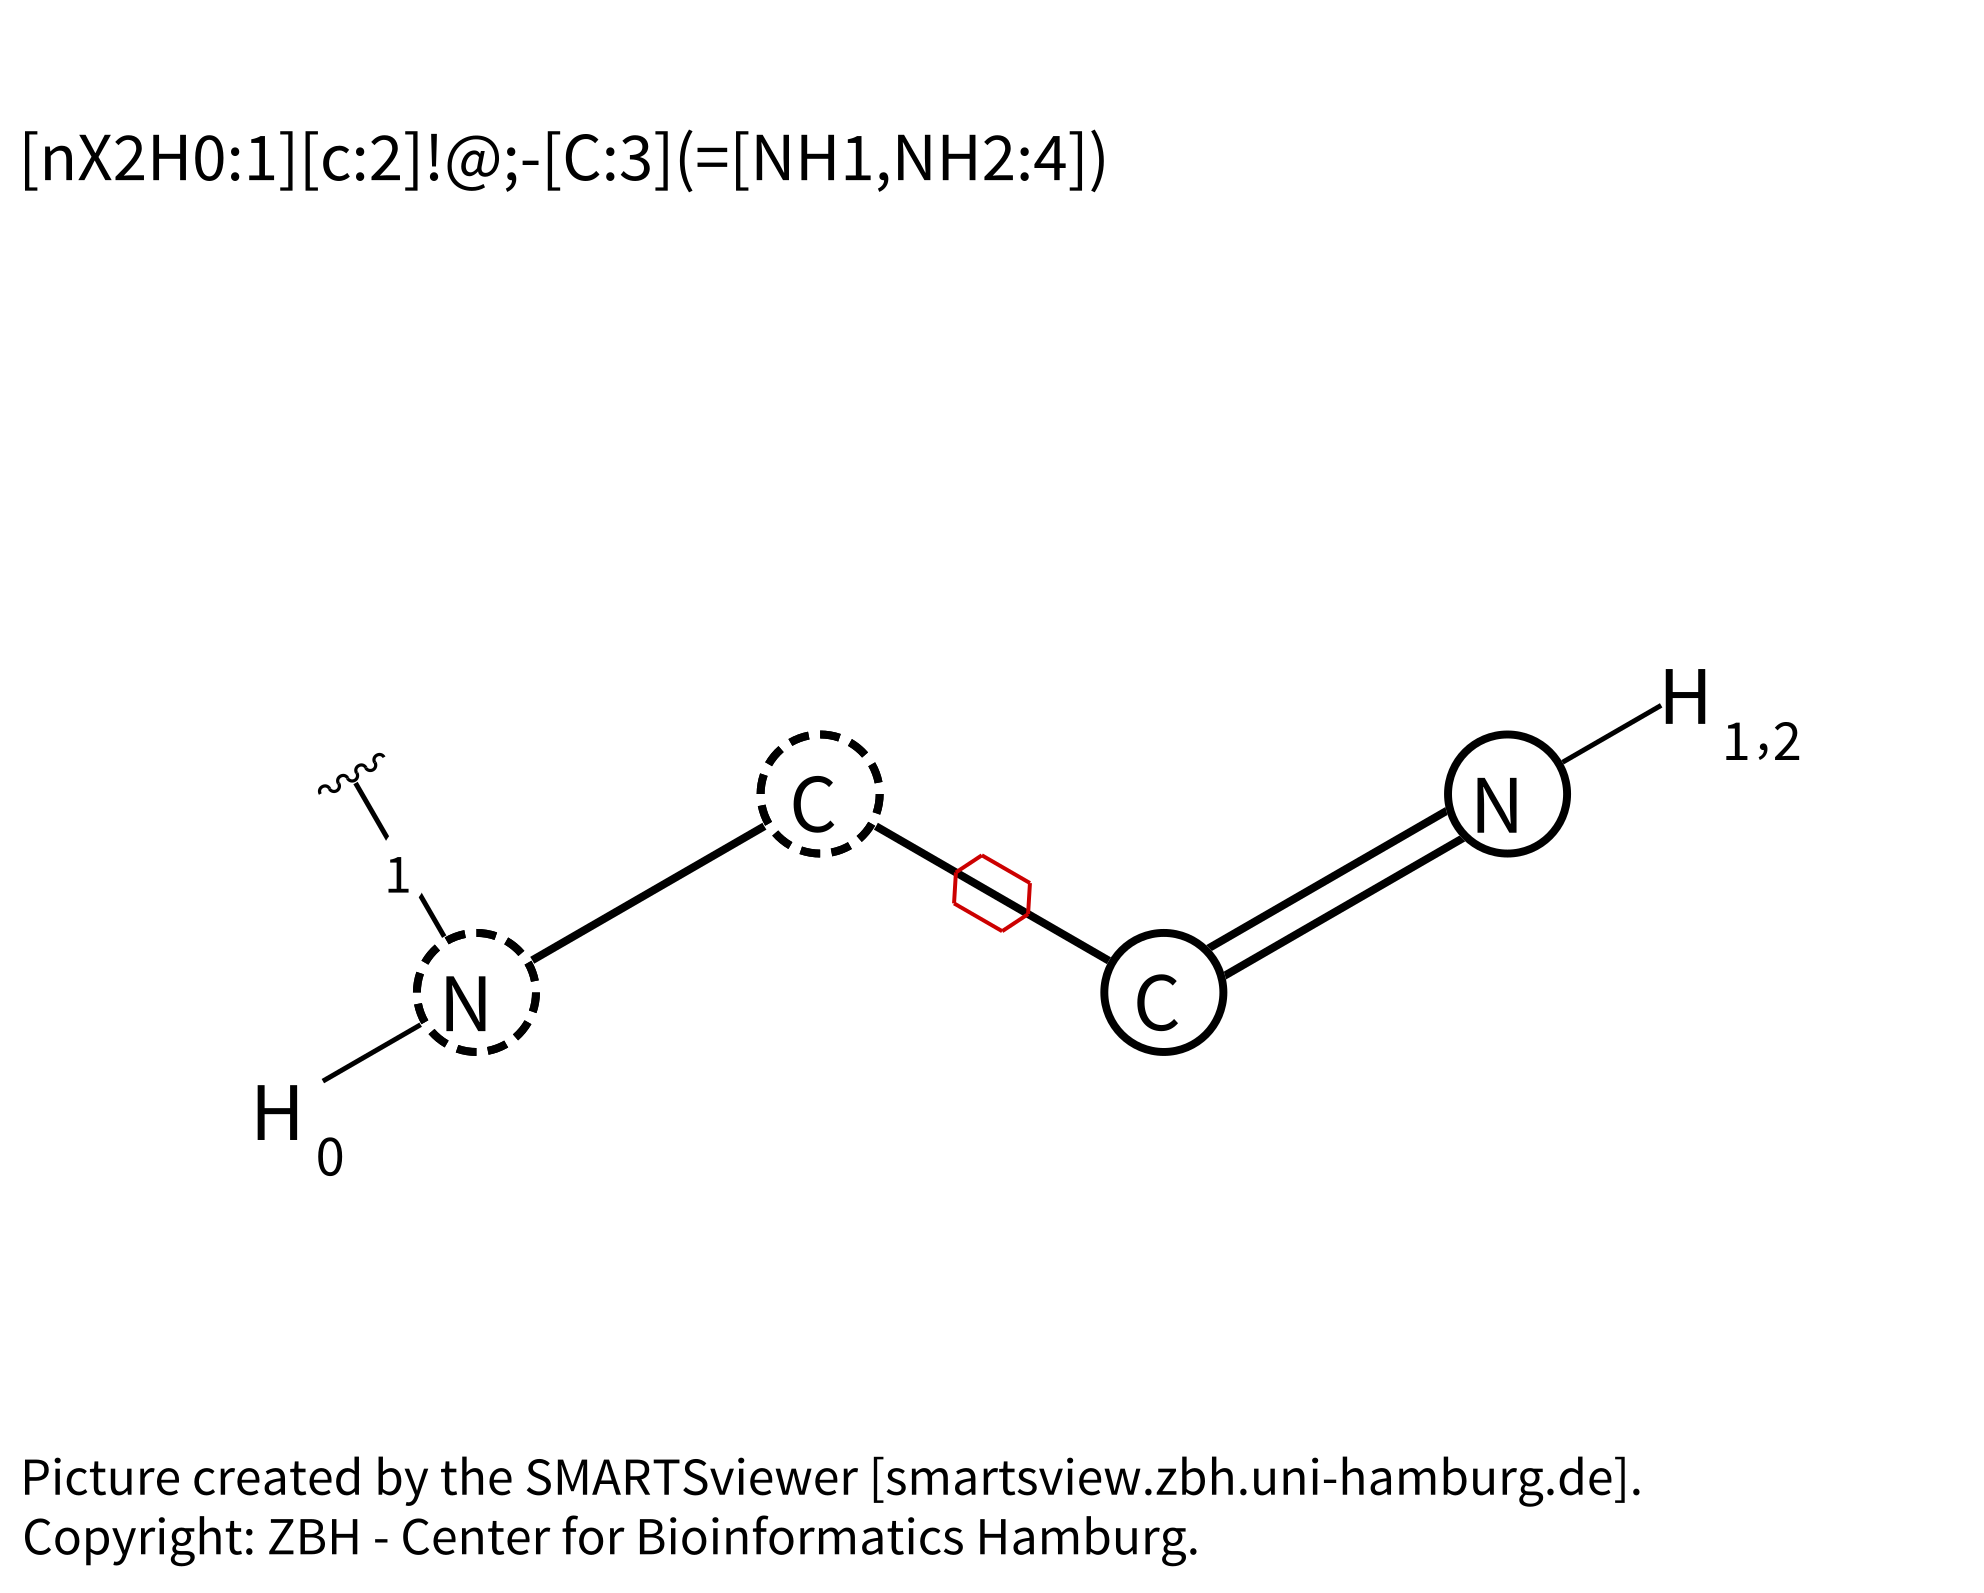 [nX2H0:1][c:2]!@;-[C:3](=[NH1,NH2:4])
H 1,2
C
N
1
N
C
H 0
Picture created by the SMARTSviewer [smartsview.zbh.uni-hamburg.de].
Copyright: ZBH - Center for Bioinformatics Hamburg.